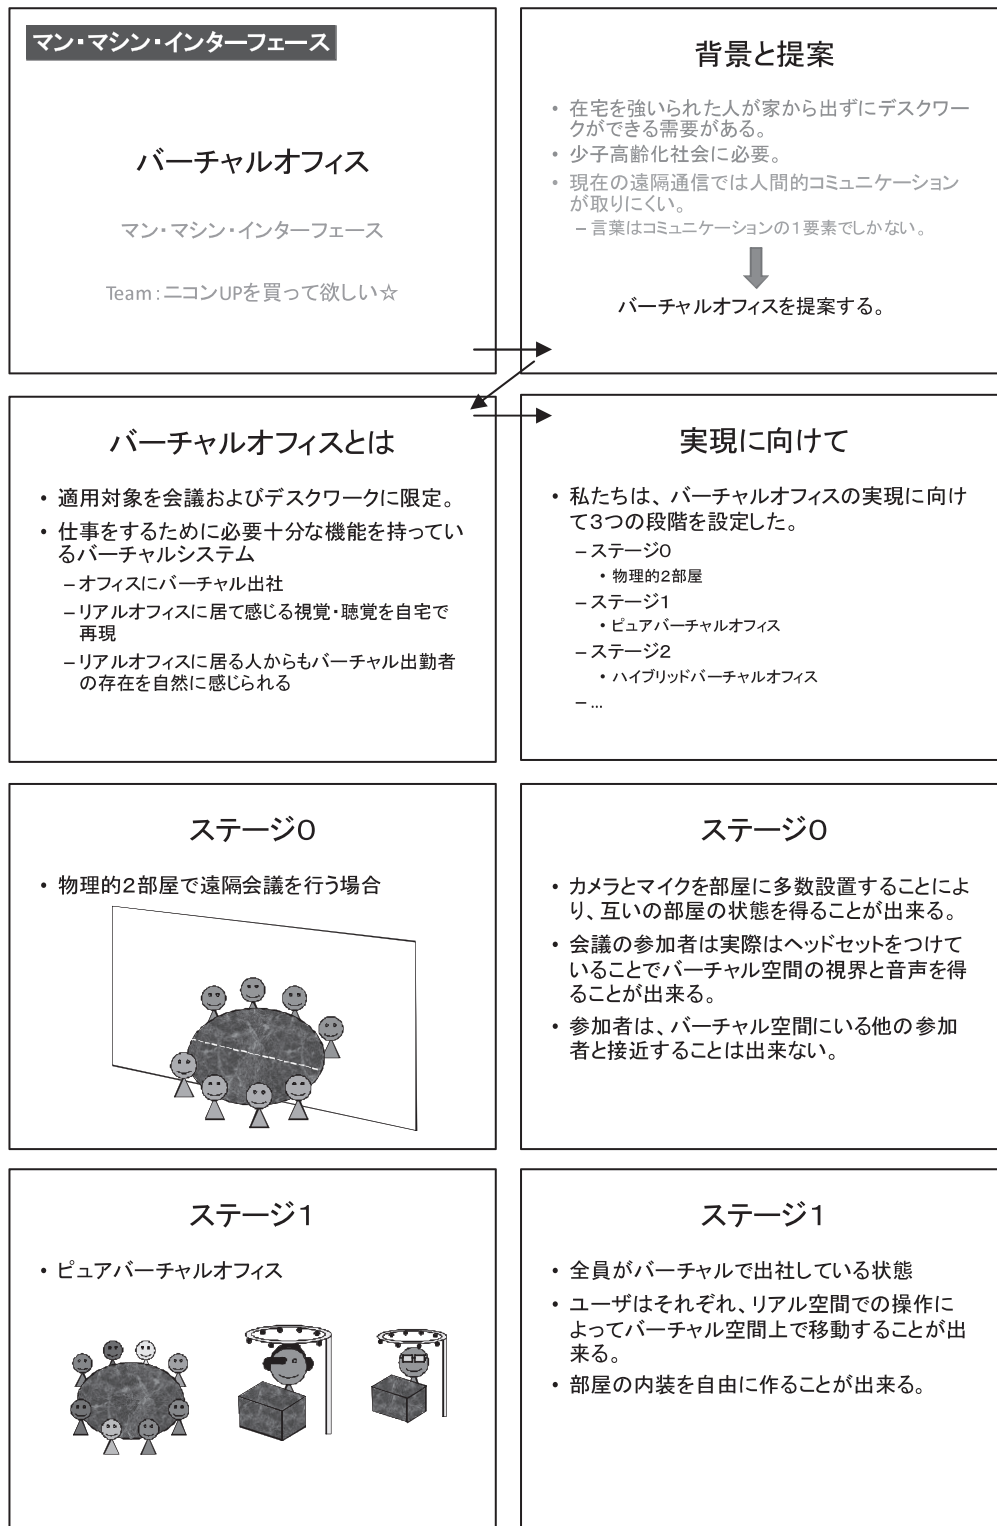 マン・マシン・インターフェース
バーチャルオフィス
マン・マシン・インターフェース
Team：ニコンUPを買って欲しい☆
背景と提案
• 在宅を強いられた人が家から出ずにデスクワー
クができる需要がある。
• 少子高齢化社会に必要。
• 現在の遠隔通信では人間的コミュニケーション
が取りにくい。
– 言葉はコミュニケーションの1要素でしかない。
バーチャルオフィスを提案する。
バーチャルオフィスとは
• 適用対象を会議およびデスクワークに限定。
• 仕事をするために必要十分な機能を持ってい
るバーチャルシステム
– オフィスにバーチャル出社
– リアルオフィスに居て感じる視覚・聴覚を自宅で
再現
– リアルオフィスに居る人からもバーチャル出勤者
の存在を自然に感じられる
実現に向けて
• 私たちは、バーチャルオフィスの実現に向け
て３つの段階を設定した。
– ステージ０
• 物理的２部屋
– ステージ１
• ピュアバーチャルオフィス
– ステージ２
• ハイブリッドバーチャルオフィス
– ...
ステージ０
• 物理的２部屋で遠隔会議を行う場合
ステージ０
• カメラとマイクを部屋に多数設置することによ
り、互いの部屋の状態を得ることが出来る。
• 会議の参加者は実際はヘッドセットをつけて
いることでバーチャル空間の視界と音声を得
ることが出来る。
• 参加者は、バーチャル空間にいる他の参加
者と接近することは出来ない。
ステージ１
• ピュアバーチャルオフィス
ステージ１
• 全員がバーチャルで出社している状態
• ユーザはそれぞれ、リアル空間での操作に
よってバーチャル空間上で移動することが出
来る。
• 部屋の内装を自由に作ることが出来る。